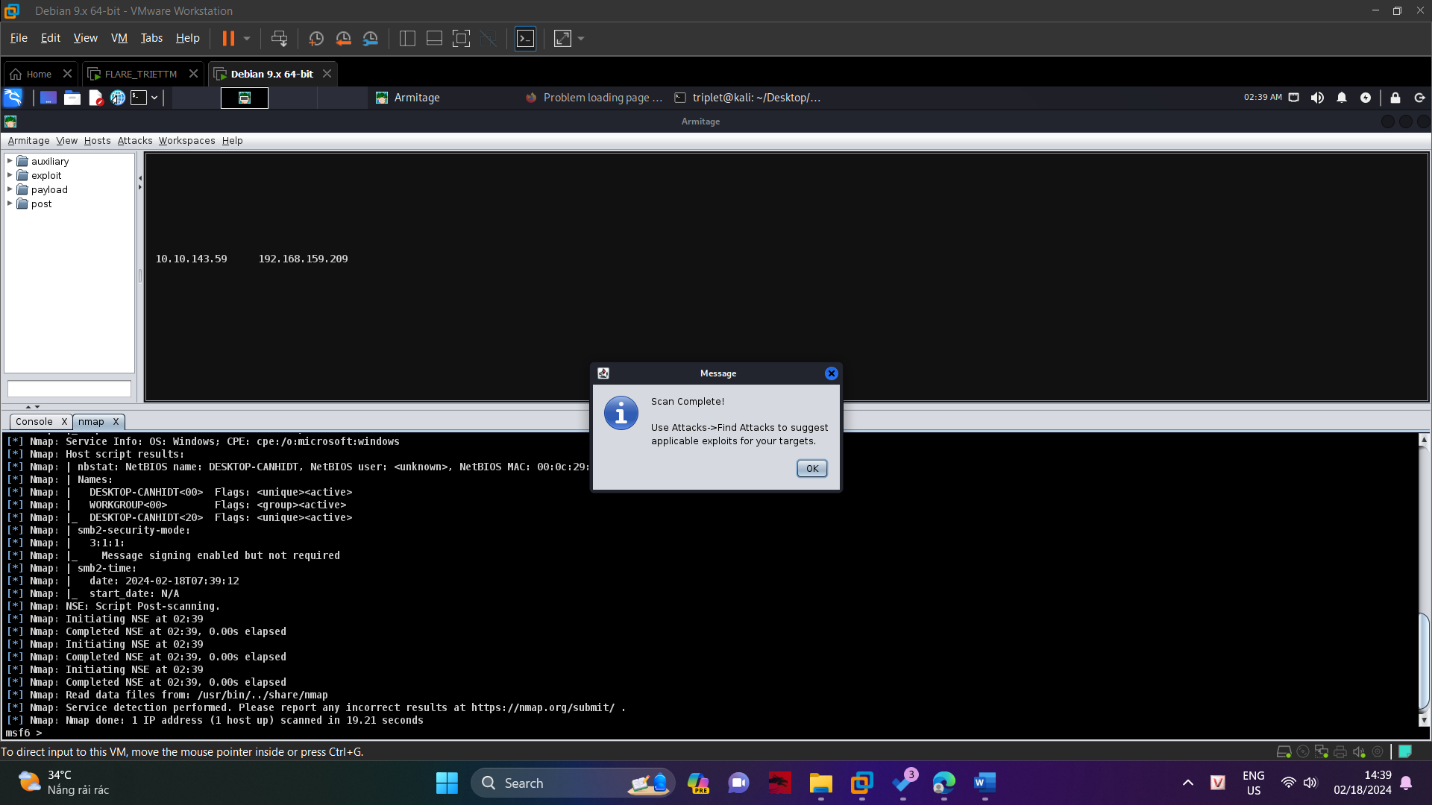 Debian 9.x 64-bit - VMware Workstation
File Edit View VM Tabs Help
Home X FLARE_TRIETTM X Debian 9.x 64-bit X
Armitage Problem loading page ... triplet@kali: ~/Desktop/... 02:39 AM
Armitage
Armitage View Hosts Attacks Workspaces Help
auxiliary
exploit
payload
post
10.10.143.59 192.168.159.209
Message
Scan Complete!
Use Attacks->Find Attacks to suggest
applicable exploits for your targets.
OK
Console X nmap X
[*] Nmap: Service Info: OS: Windows; CPE: cpe:/o:microsoft:windows
[*] Nmap: Host script results:
[*] Nmap: | nbstat: NetBIOS name: DESKTOP-CANHIDT, NetBIOS user: <unknown>, NetBIOS MAC: 00:0c:29:
[*] Nmap: | Names:
[*] Nmap: |   DESKTOP-CANHIDT<00>  Flags: <unique><active>
[*] Nmap: |   WORKGROUP<00>        Flags: <group><active>
[*] Nmap: |_  DESKTOP-CANHIDT<20>  Flags: <unique><active>
[*] Nmap: | smb2-security-mode:
[*] Nmap: |   3:1:1:
[*] Nmap: |_    Message signing enabled but not required
[*] Nmap: | smb2-time:
[*] Nmap: |   date: 2024-02-18T07:39:12
[*] Nmap: |_  start_date: N/A
[*] Nmap: NSE: Script Post-scanning.
[*] Nmap: Initiating NSE at 02:39
[*] Nmap: Completed NSE at 02:39, 0.00s elapsed
[*] Nmap: Initiating NSE at 02:39
[*] Nmap: Completed NSE at 02:39, 0.00s elapsed
[*] Nmap: Initiating NSE at 02:39
[*] Nmap: Completed NSE at 02:39, 0.00s elapsed
[*] Nmap: Read data files from: /usr/bin/../share/nmap
[*] Nmap: Service detection performed. Please report any incorrect results at https://nmap.org/submit/ .
[*] Nmap: Nmap done: 1 IP address (1 host up) scanned in 19.21 seconds
msf6 >
To direct input to this VM, move the mouse pointer inside or press Ctrl+G.
34°C
Nắng rải rác
Search
PRE
3
V
ENG
US
14:39
02/18/2024